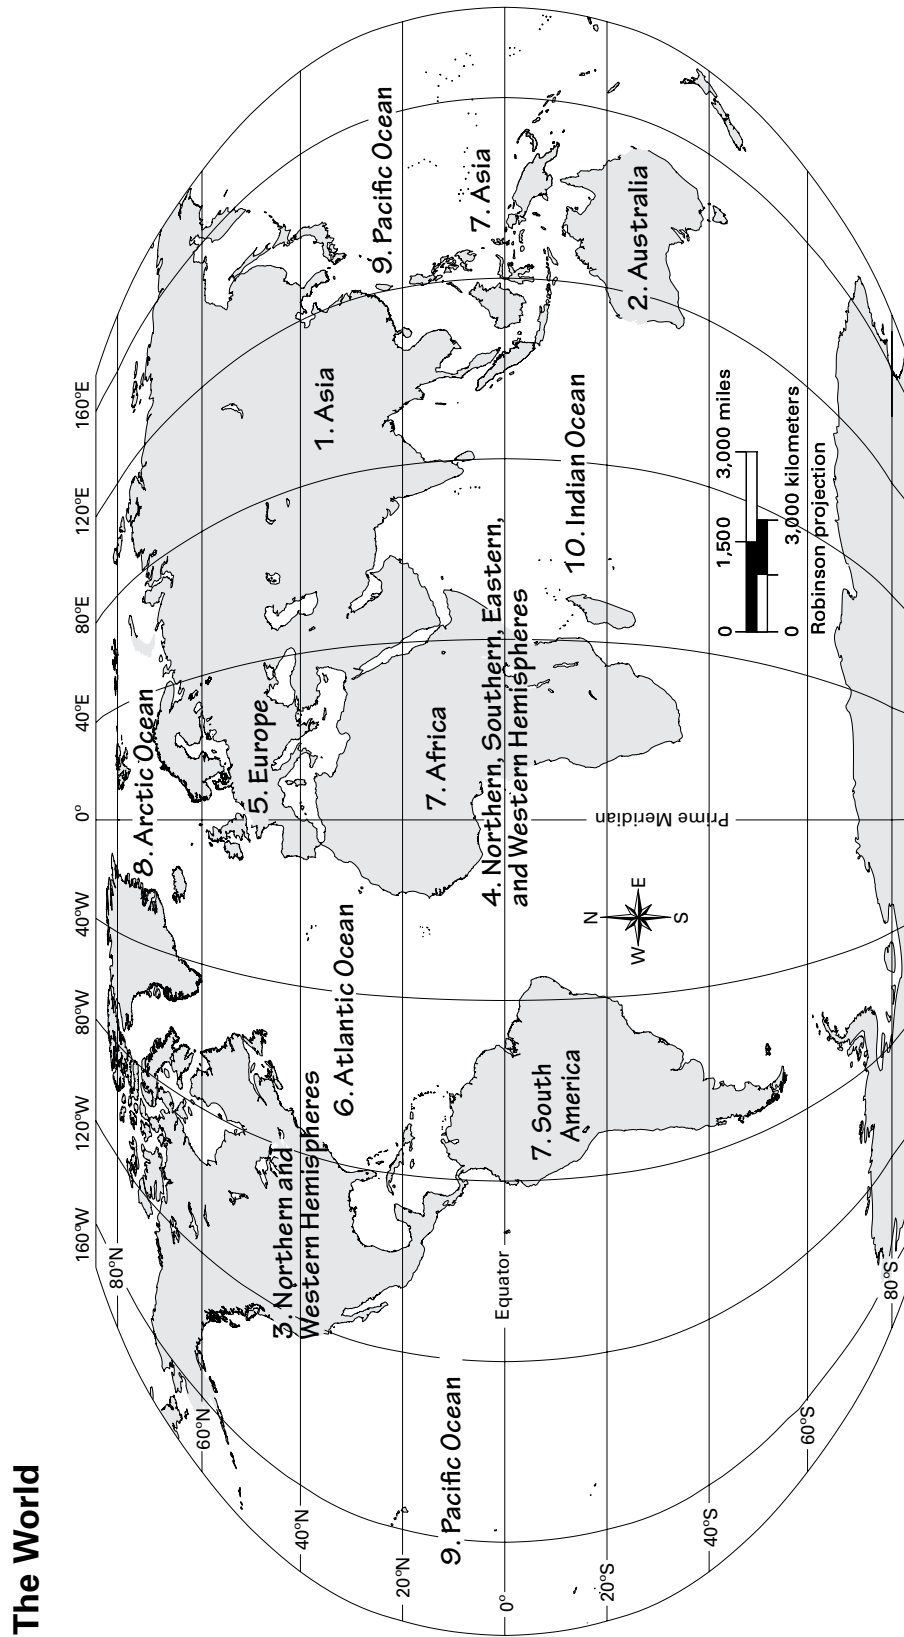 The World
160°W
120°W
80°W
40°W
0°
40°E
80°E
120°E
160°E
80°N
60°N
40°N
20°N
0°
20°S
40°S
60°S
80°S
8. Arctic Ocean
5. Europe
1. Asia
3. Northern and
Western Hemispheres
6. Atlantic Ocean
9. Pacific Ocean
7. Africa
9. Pacific Ocean
7. Asia
Equator
4. Northern, Southern, Eastern,
and Western Hemispheres
7. South
America
10. Indian Ocean
2. Australia
Prime Meridian
N
W
E
S
0
1,500
3,000 miles
0
3,000 kilometers
Robinson projection